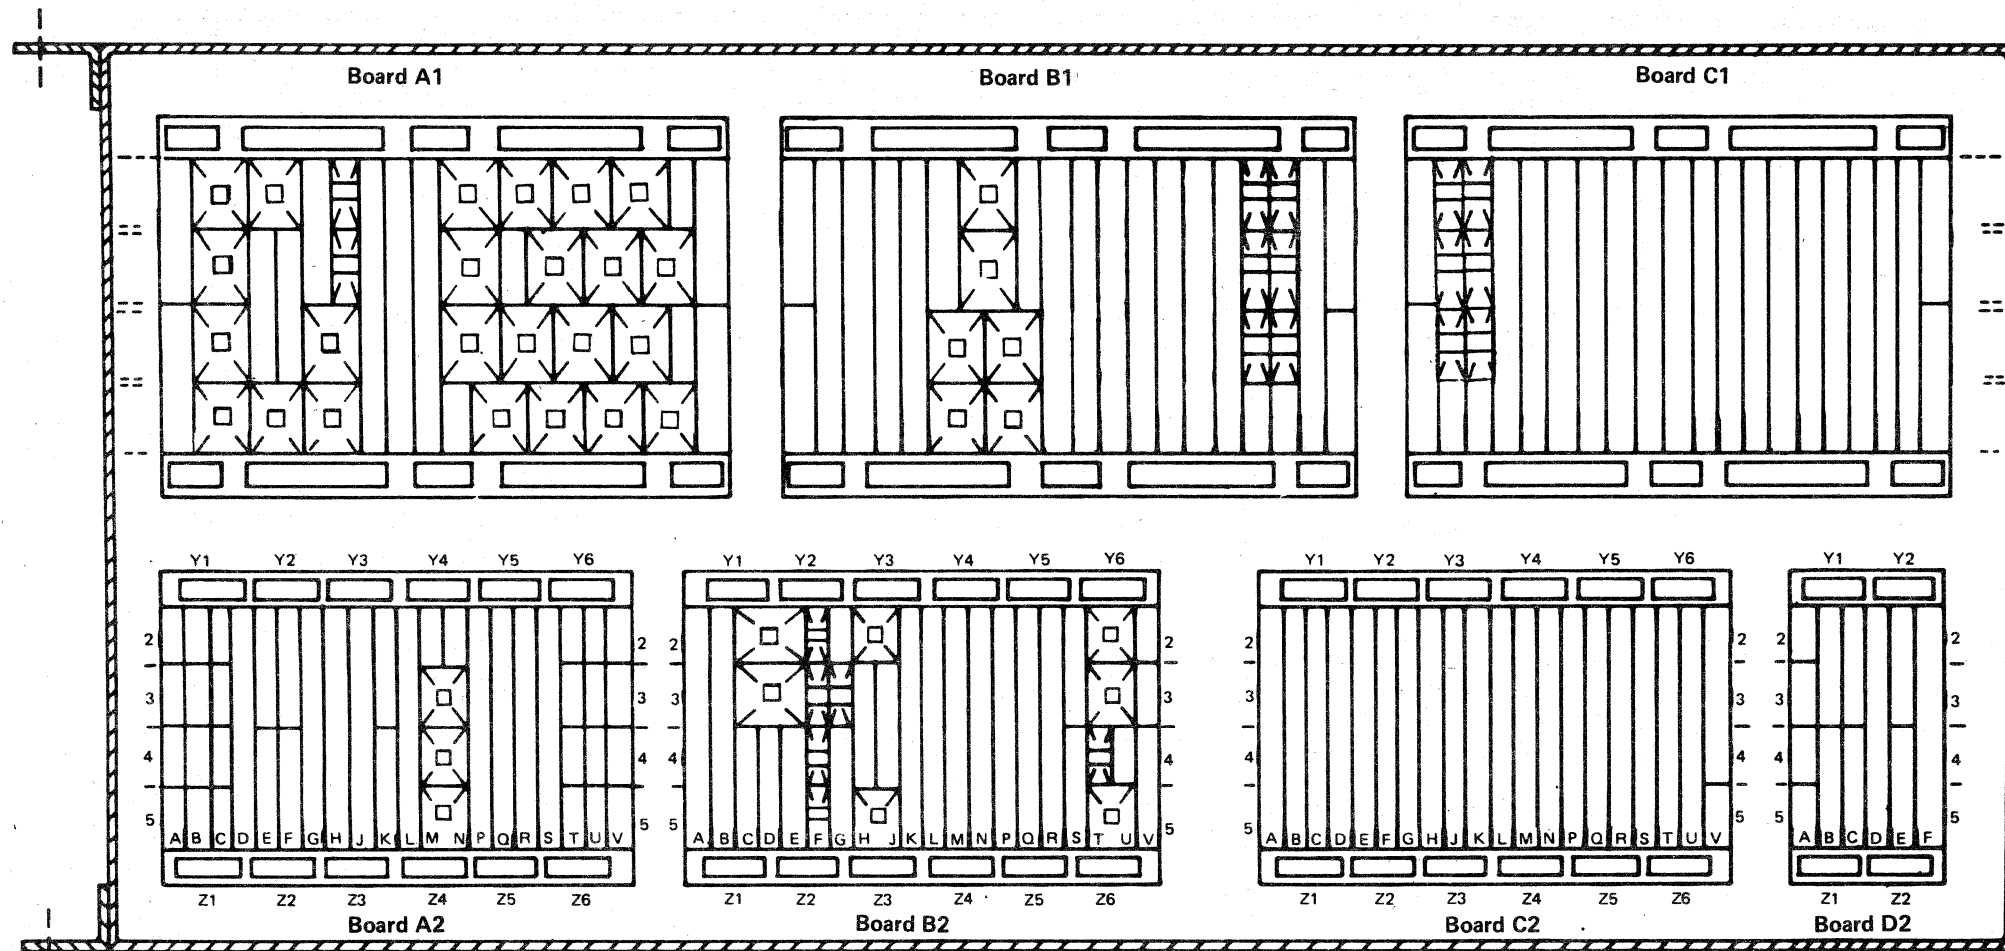 Board A1 Board B1 Board C1
Y1 Y2 Y3 Y4 Y5 Y6 Y1 Y2 Y3 Y4 Y5 Y6 Y1 Y2 Y3 Y4 Y5 Y6 Y1 Y2
2 2 2 2 2 2 2 2
3 3 3 3 3 3 3 3
4 4 4 4 4 4 4 4
5 5 5 5 5 5 5 5
A B C D E F G H J K L M N P Q R S T U V A B C D E F G H J K L M N P Q R S T U V A B C D E F G H J K L M N P Q R S T U V A B C D E F
Z1 Z2 Z3 Z4 Z5 Z6 Z1 Z2 Z3 Z4 Z5 Z6 Z1 Z2 Z3 Z4 Z5 Z6 Z1 Z2
Board A2 Board B2 Board C2 Board D2